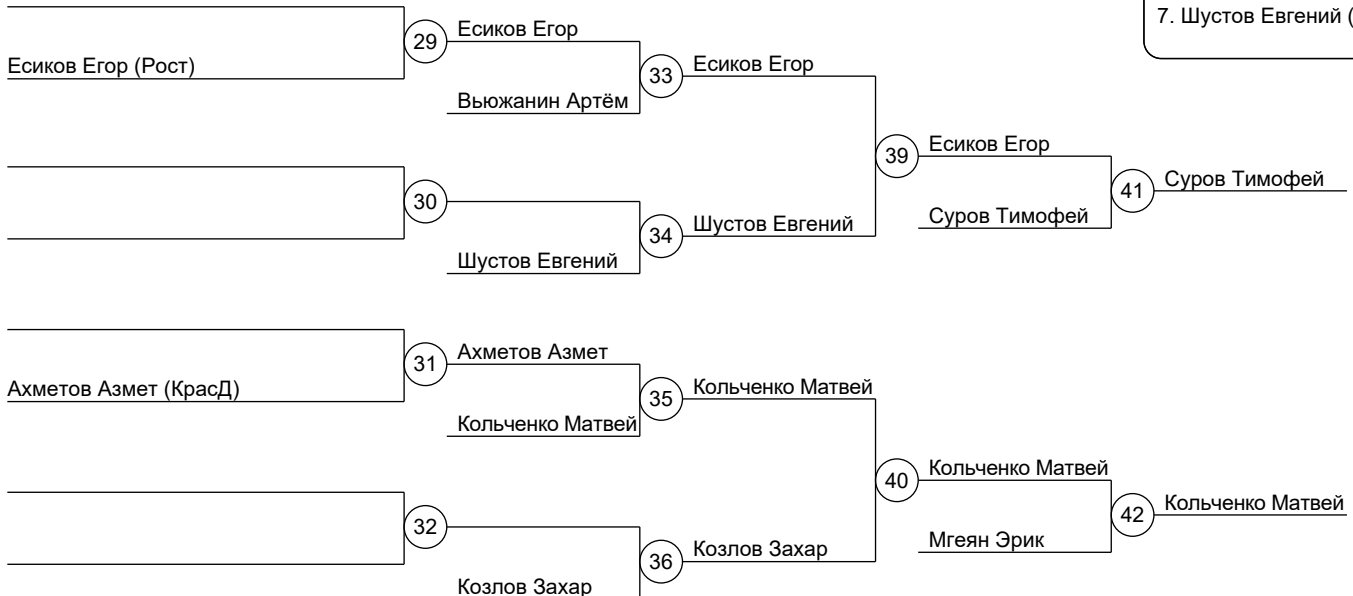 7. Шустов Евгений (
29
Есиков Егор
Есиков Егор (Рост)
33
Есиков Егор
Вьюжанин Артём
39
Есиков Егор
41
Суров Тимофей
30
34
Шустов Евгений
Суров Тимофей
Шустов Евгений
31
Ахметов Азмет
Ахметов Азмет (КрасД)
35
Кольченко Матвей
Кольченко Матвей
40
Кольченко Матвей
42
Кольченко Матвей
32
36
Козлов Захар
Мгеян Эрик
Козлов Захар